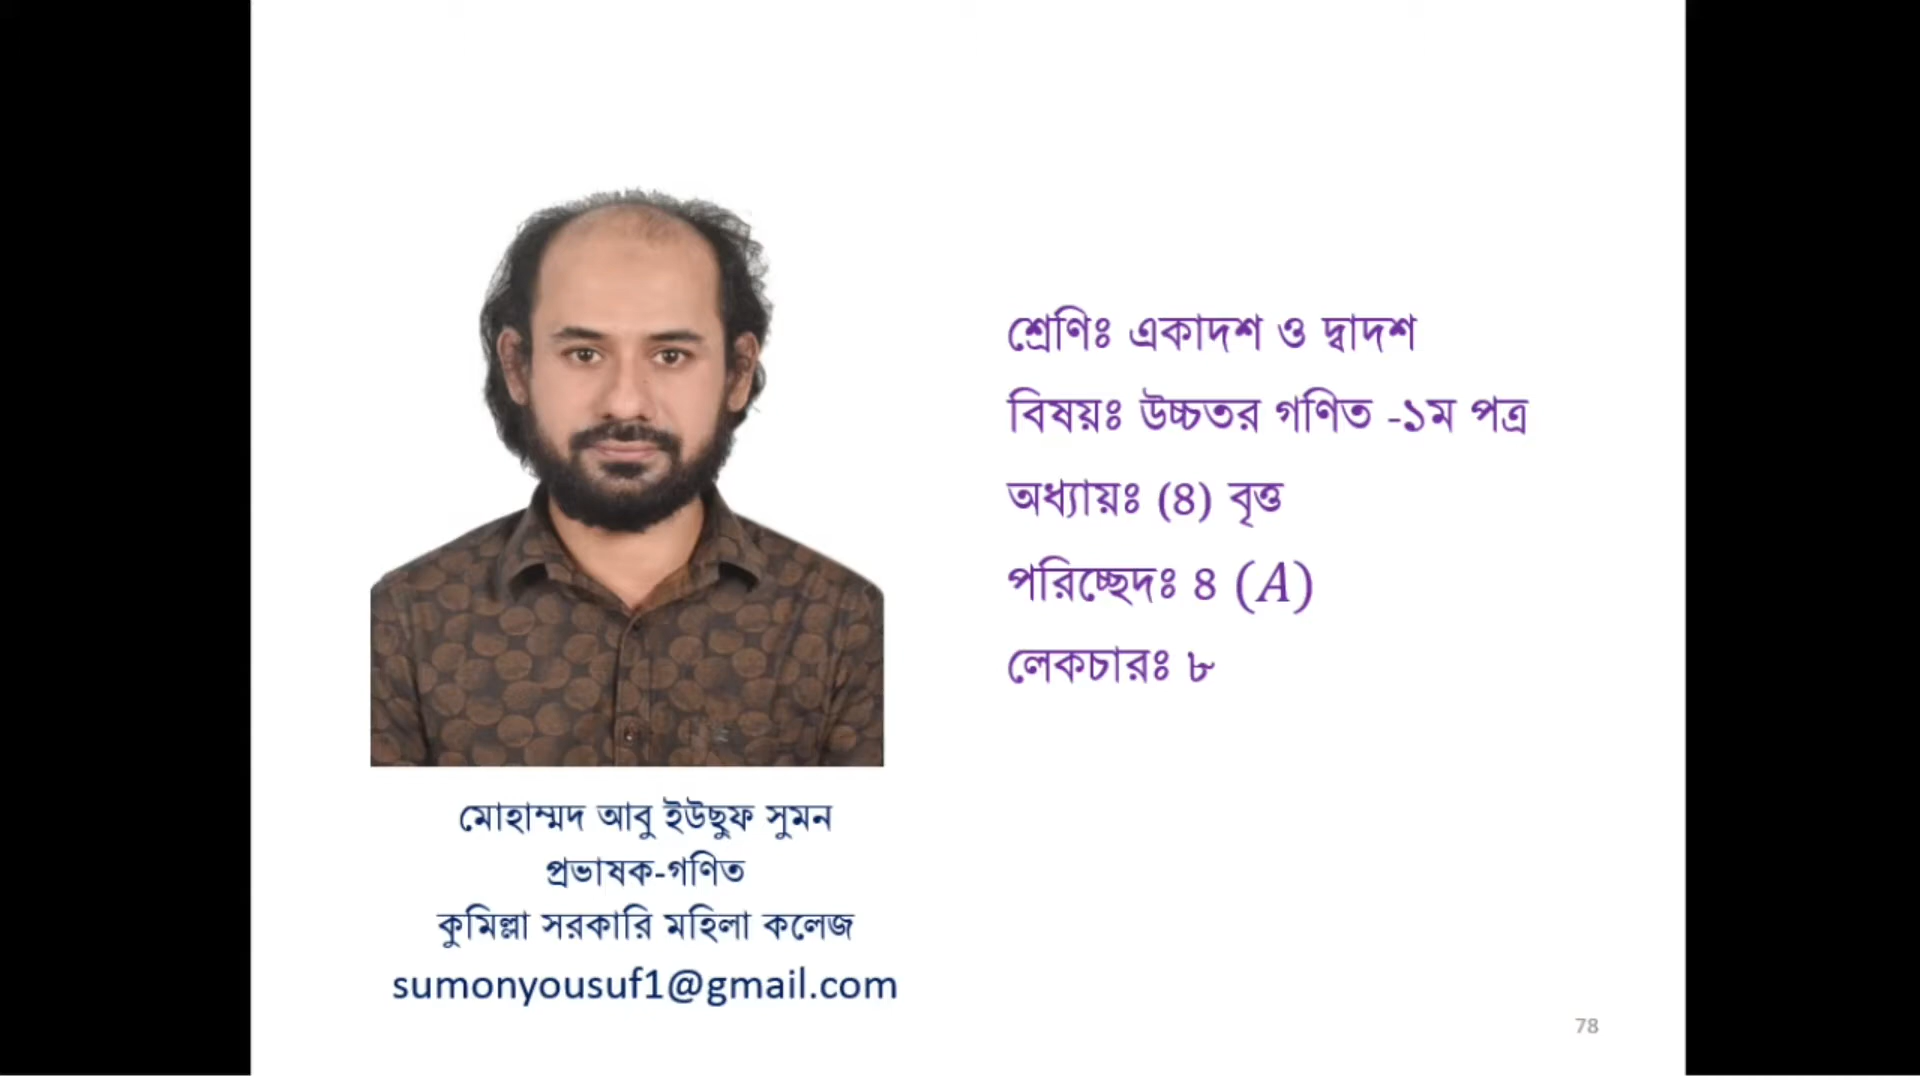 মোহাম্মদ আবু ইউছুফ সুমন
প্রভাষক-গণিত
কুমিল্লা সরকারি মহিলা কলেজ
sumonyousuf1@gmail.com
শ্রেণিঃ একাদশ ও দ্বাদশ
বিষয়ঃ উচ্চতর গণিত -১ম পত্র
অধ্যায়ঃ (৪) বৃত্ত
পরিচ্ছেদঃ ৪ (A)
লেকচারঃ ৮
78